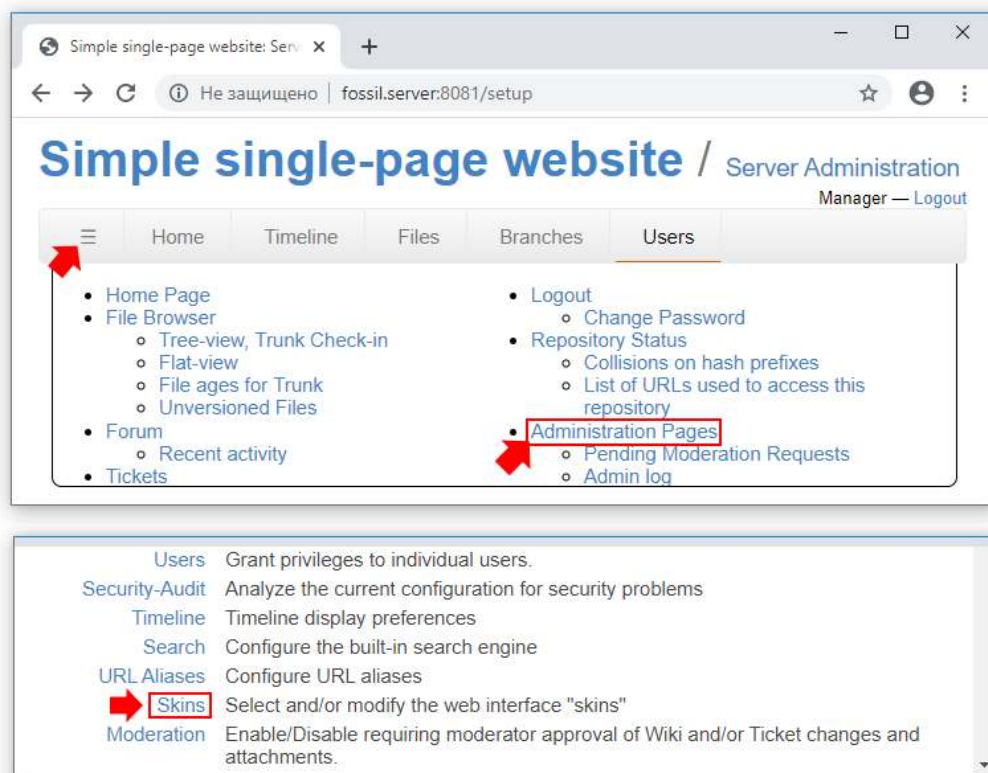 Simple single-page website: Serv
Не защищено | fossil.server:8081/setup
Simple single-page website / Server Administration
Manager — Logout
☰ Home Timeline Files Branches Users
Home Page
File Browser
Tree-view, Trunk Check-in
Flat-view
File ages for Trunk
Unversioned Files
Forum
Recent activity
Tickets
Logout
Change Password
Repository Status
Collisions on hash prefixes
List of URLs used to access this
repository
Administration Pages
Pending Moderation Requests
Admin log
Users Grant privileges to individual users.
Security-Audit Analyze the current configuration for security problems
Timeline Timeline display preferences
Search Configure the built-in search engine
URL Aliases Configure URL aliases
Skins Select and/or modify the web interface "skins"
Moderation Enable/Disable requiring moderator approval of Wiki and/or Ticket changes and
attachments.